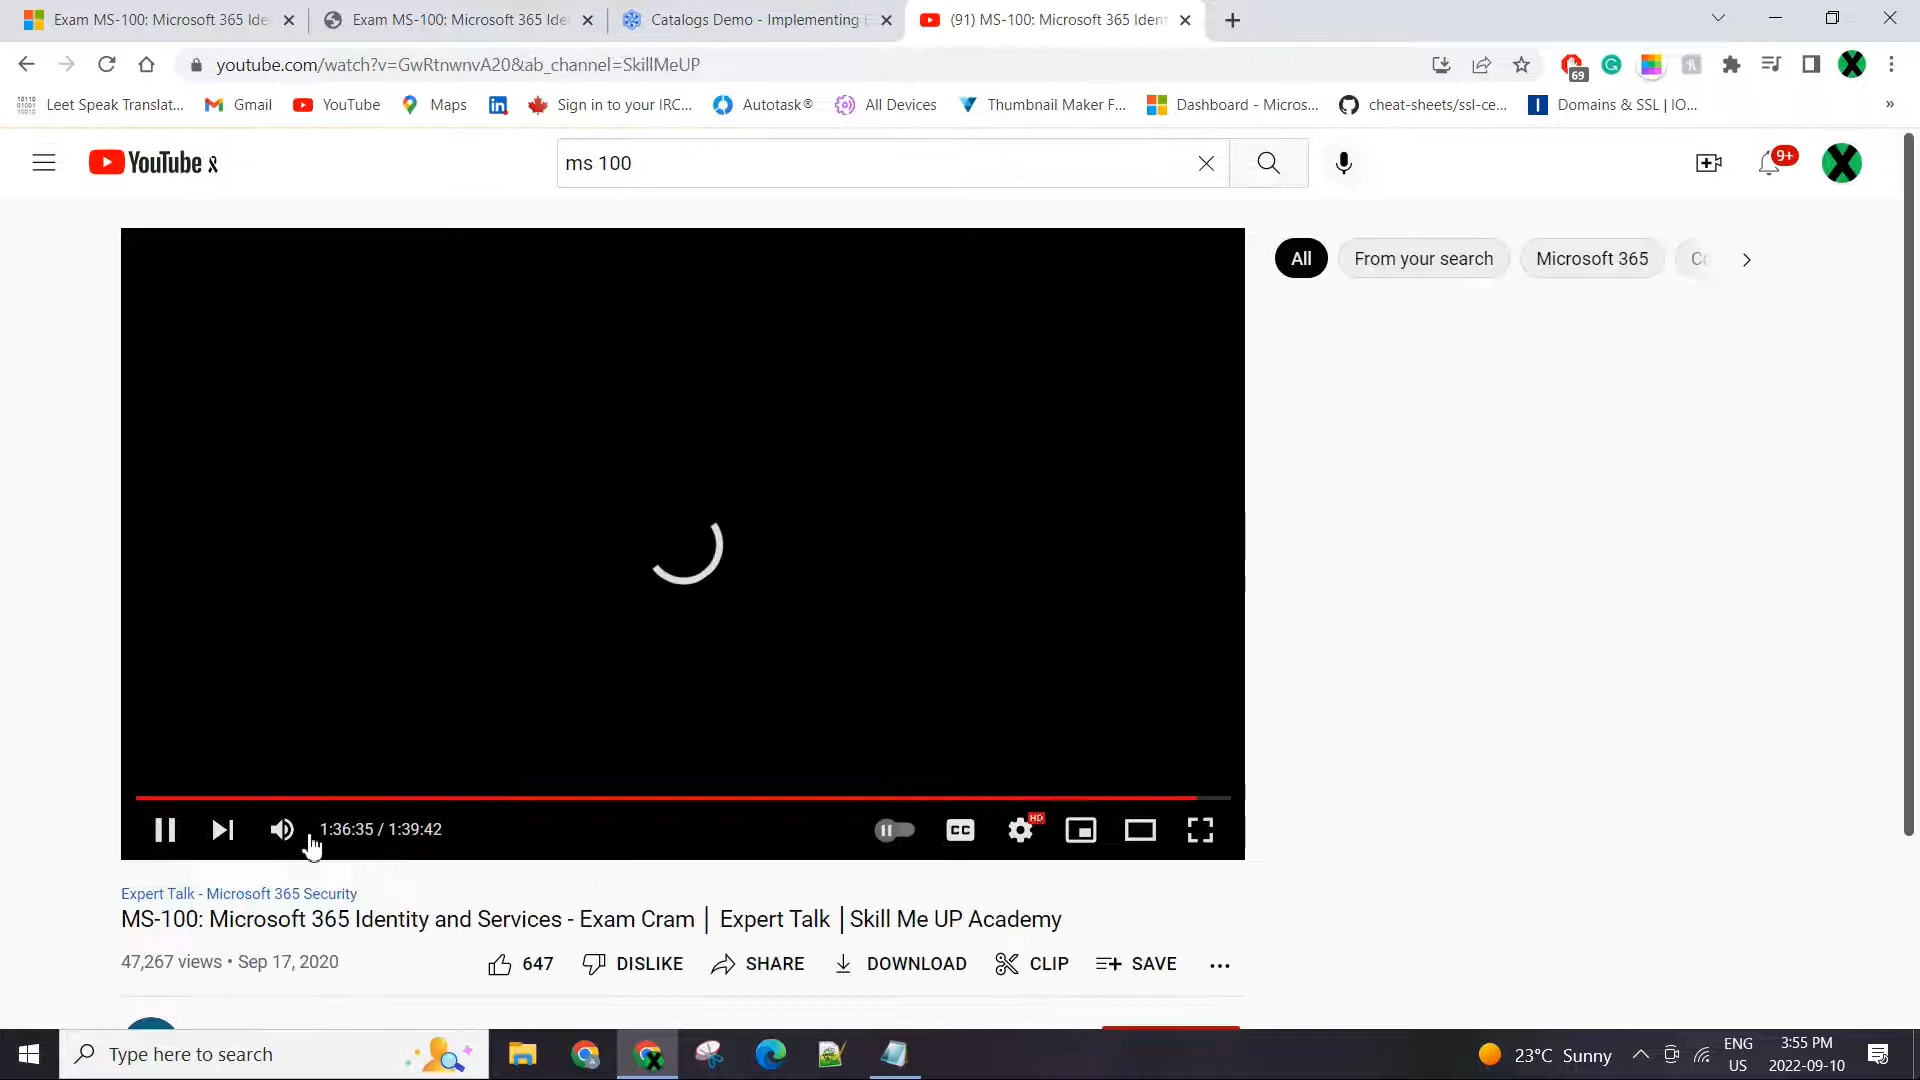 Exam MS-100: Microsoft 365 Ide
Exam MS-100: Microsoft 365 Ide
Catalogs Demo - Implementing E
(91) MS-100: Microsoft 365 Ident
youtube.com/watch?v=GwRtnwnvA20&ab_channel=SkillMeUP
69
Leet Speak Translat...
Gmail
YouTube
Maps
Sign in to your IRC...
Autotask®
All Devices
Thumbnail Maker F...
Dashboard - Micros...
cheat-sheets/ssl-ce...
Domains & SSL | IO...
»
YouTube
ms 100
9+
All
From your search
Microsoft 365
1:36:35 / 1:39:42
CC
HD
Expert Talk - Microsoft 365 Security
MS-100: Microsoft 365 Identity and Services - Exam Cram │ Expert Talk │Skill Me UP Academy
47,267 views • Sep 17, 2020
647
DISLIKE
SHARE
DOWNLOAD
CLIP
SAVE
Type here to search
23°C Sunny
ENG
US
3:55 PM
2022-09-10